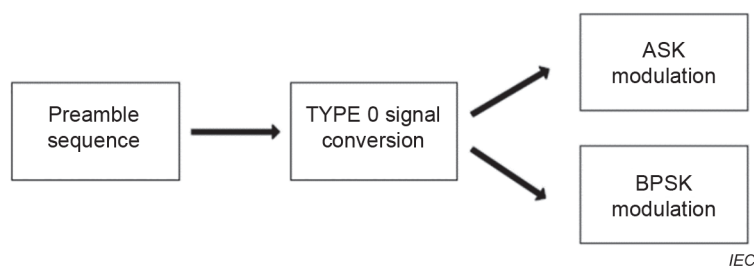 Preamble
sequence
TYPE 0 signal
conversion
ASK
modulation
BPSK
modulation
IEC